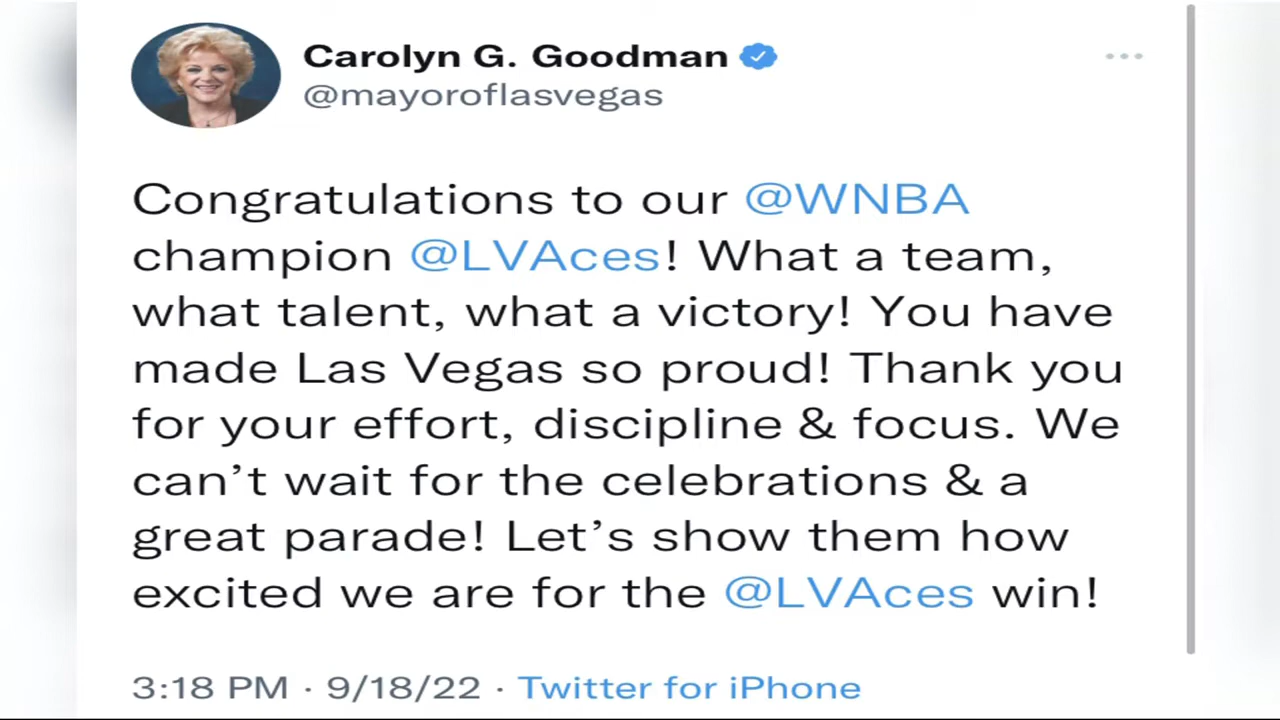 Carolyn G. Goodman
@mayoroflasvegas
Congratulations to our @WNBA
champion @LVAces! What a team,
what talent, what a victory! You have
made Las Vegas so proud! Thank you
for your effort, discipline & focus. We
can’t wait for the celebrations & a
great parade! Let’s show them how
excited we are for the @LVAces win!
3:18 PM · 9/18/22 · Twitter for iPhone